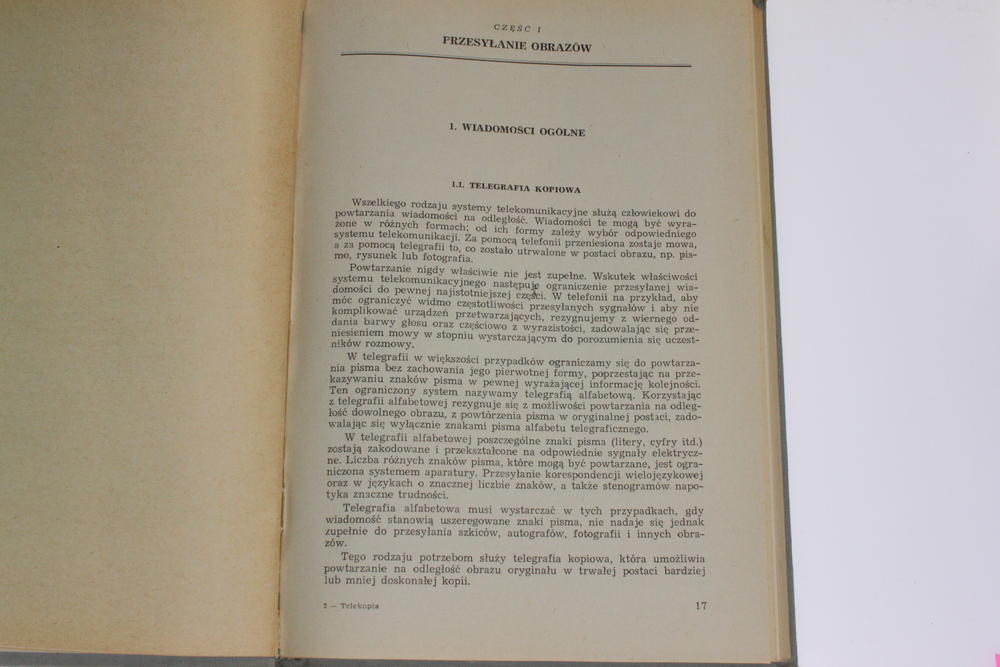 CZĘŚĆ I
PRZESYŁANIE OBRAZÓW
1. WIADOMOŚCI OGÓLNE
1.1. TELEGRAFIA KOPIOWA
Wszelkiego rodzaju systemy telekomunikacyjne służą człowiekowi do
powtarzania wiadomości na odległość. Wiadomości te mogą być wyra-
żone w różnych formach; od ich formy zależy wybór odpowiedniego
systemu telekomunikacji. Za pomocą telefonii przeniesiona zostaje mowa,
a za pomocą telegrafii to, co zostało utrwalone w postaci obrazu, np. pis-
mo, rysunek lub fotografia.
Powtarzanie nigdy właściwie nie jest zupełne. Wskutek właściwości
systemu telekomunikacyjnego następuje ograniczenie przesyłanej wia-
domości do pewnej najistotniejszej części. W telefonii na przykład, aby
móc ograniczyć widmo częstotliwości przesyłanych sygnałów i aby nie
komplikować urządzeń przetwarzających, rezygnujemy z wiernego od-
dania barwy głosu oraz częściowo z wyrazistości, zadowalając się prze-
niesieniem mowy w stopniu wystarczającym do porozumienia się uczest-
ników rozmowy.
W telegrafii w większości przypadków ograniczamy się do powtarza-
nia pisma bez zachowania jego pierwotnej formy, poprzestając na prze-
kazywaniu znaków pisma w pewnej wyrażającej informację kolejności.
Ten ograniczony system nazywamy telegrafią alfabetową. Korzystając
z telegrafii alfabetowej rezygnuje się z możliwości powtarzania na odleg-
łość dowolnego obrazu, z powtórzenia pisma w oryginalnej postaci, zado-
walając się wyłącznie znakami pisma alfabetu telegraficznego.
W telegrafii alfabetowej poszczególne znaki pisma (litery, cyfry itd.)
zostają zakodowane i przekształcone na odpowiednie sygnały elektrycz-
ne. Liczba różnych znaków pisma, które mogą być powtarzane, jest ogra-
niczona systemem aparatury. Przesyłanie korespondencji wielojęzykowej
oraz w językach o znacznej liczbie znaków, a także stenogramów napo-
tyka znaczne trudności.
Telegrafia alfabetowa musi wystarczać w tych przypadkach, gdy
wiadomość stanowią uszeregowane znaki pisma, nie nadaje się jednak
zupełnie do przesyłania szkiców, autografów, fotografii i innych obra-
zów.
Tego rodzaju potrzebom służy telegrafia kopiowa, która umożliwia
powtarzanie na odległość obrazu oryginału w trwałej postaci bardziej
lub mniej doskonałej kopii.
2 — Telekopia
17